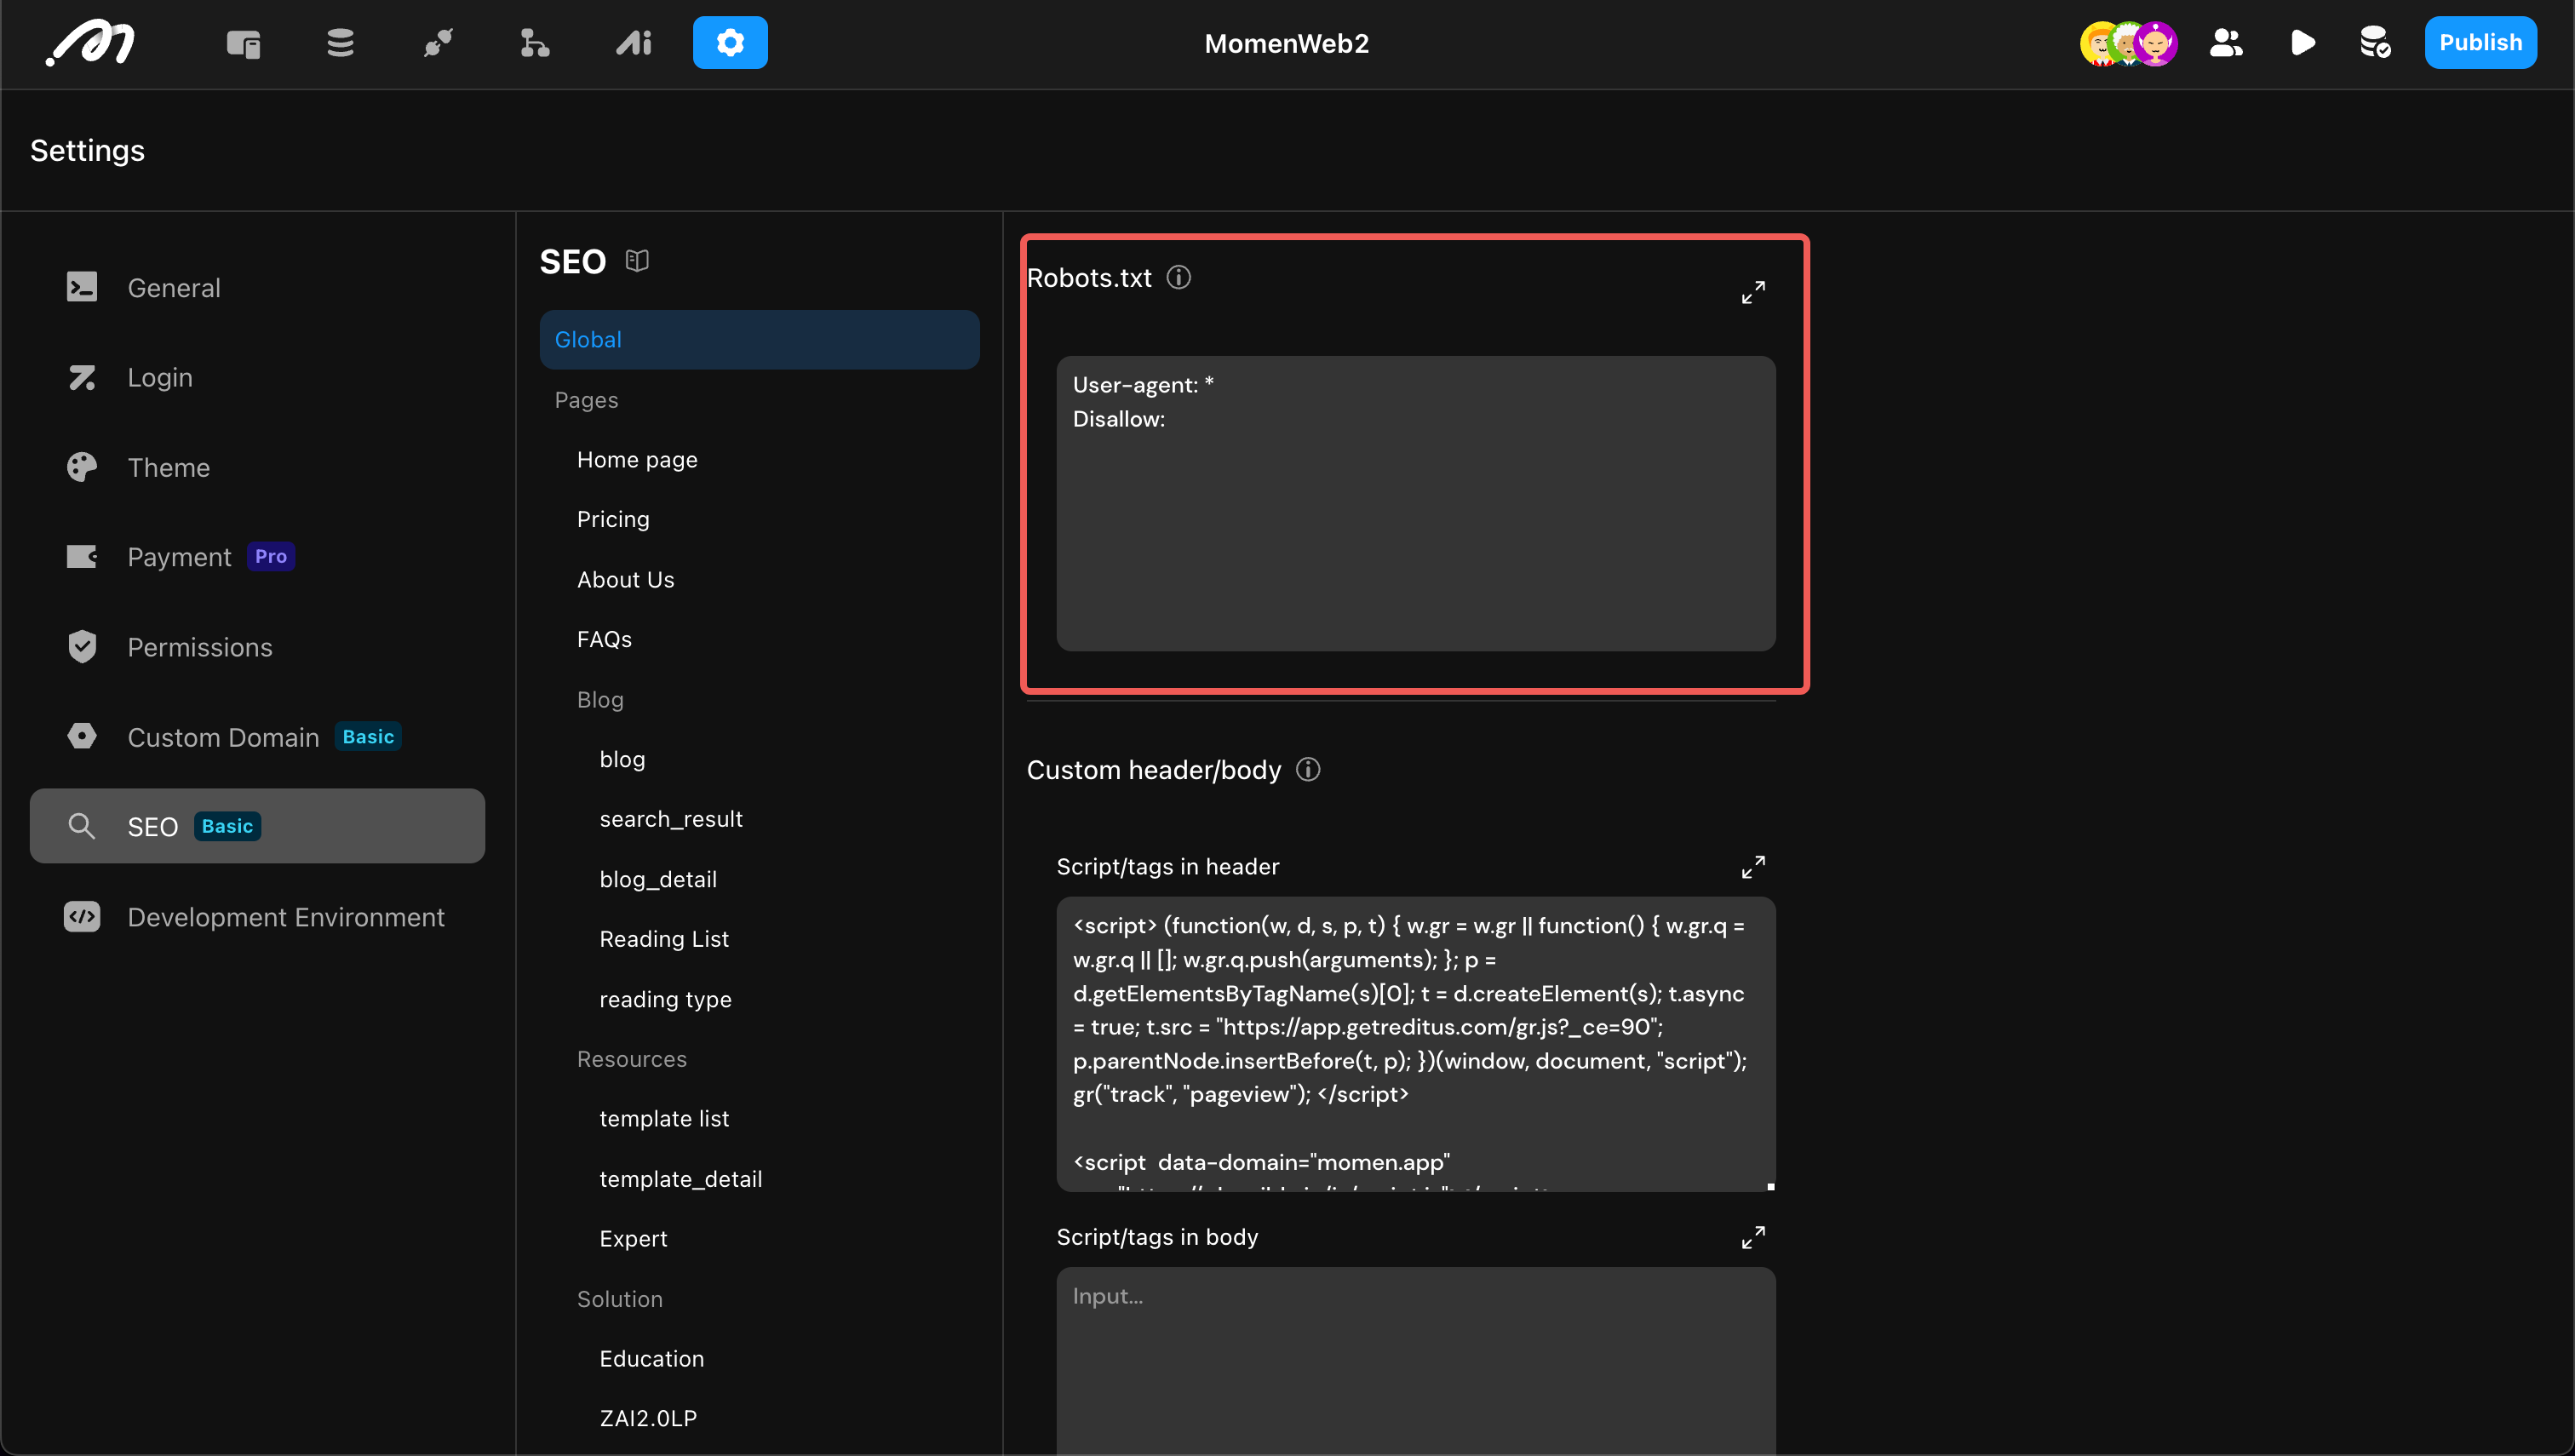 MomenWeb2
Publish
Settings
General
Login
Theme
Payment Pro
Permissions
Custom Domain Basic
SEO Basic
Development Environment
SEO
Global
Pages
Home page
Pricing
About Us
FAQs
Blog
blog
search_result
blog_detail
Reading List
reading type
Resources
template list
template_detail
Expert
Solution
Education
ZAI2.0LP
Robots.txt
User-agent: *
Disallow:
Custom header/body
Script/tags in header
<script> (function(w, d, s, p, t) { w.gr = w.gr || function() { w.gr.q =
w.gr.q || []; w.gr.q.push(arguments); }; p =
d.getElementsByTagName(s)[0]; t = d.createElement(s); t.async
= true; t.src = "https://app.getreditus.com/gr.js?_ce=90";
p.parentNode.insertBefore(t, p); })(window, document, "script");
gr("track", "pageview"); </script>
<script  data-domain="momen.app"
Script/tags in body
Input...